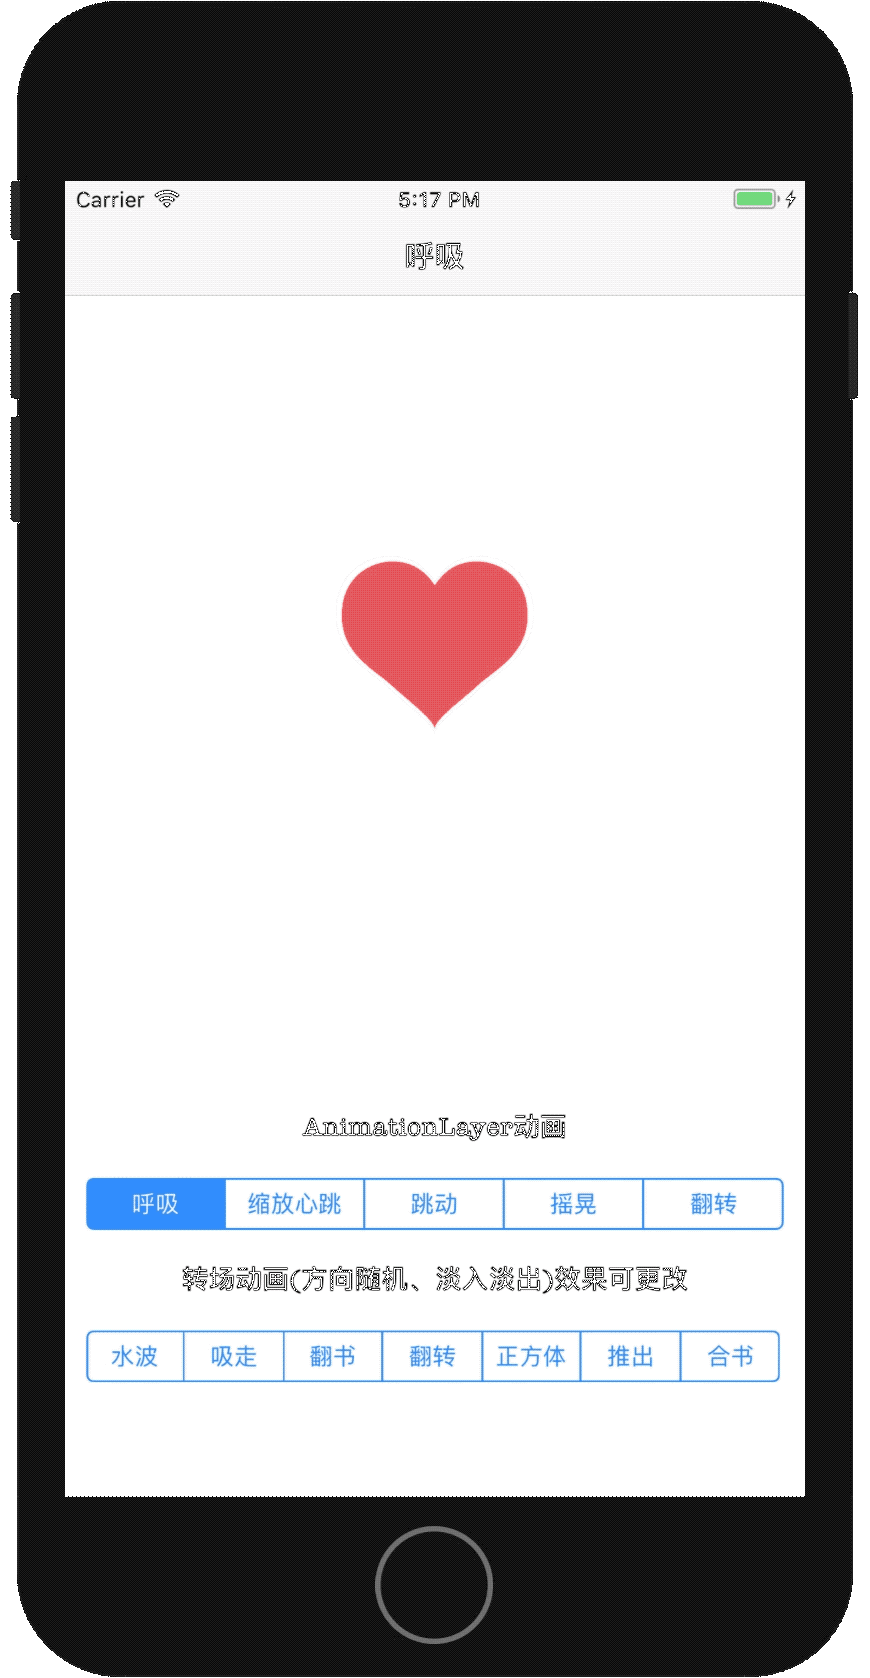 Carrier 5:17 PM
呼吸
AnimationLayer动画
呼吸 缩放心跳 跳动 摇晃 翻转
转场动画(方向随机、淡入淡出)效果可更改
水波 吸走 翻书 翻转 正方体 推出 合书